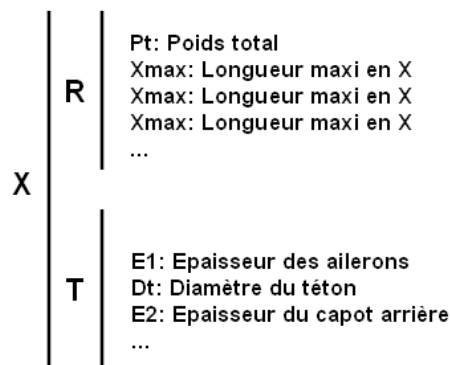 Pt: Poids total
Xmax: Longueur maxi en X
R
Xmax: Longueur maxi en X
Xmax: Longueur maxi en X
...
X
E1: Epaisseur des ailerons
T
Dt: Diamètre du téton
E2: Epaisseur du capot arrière
...